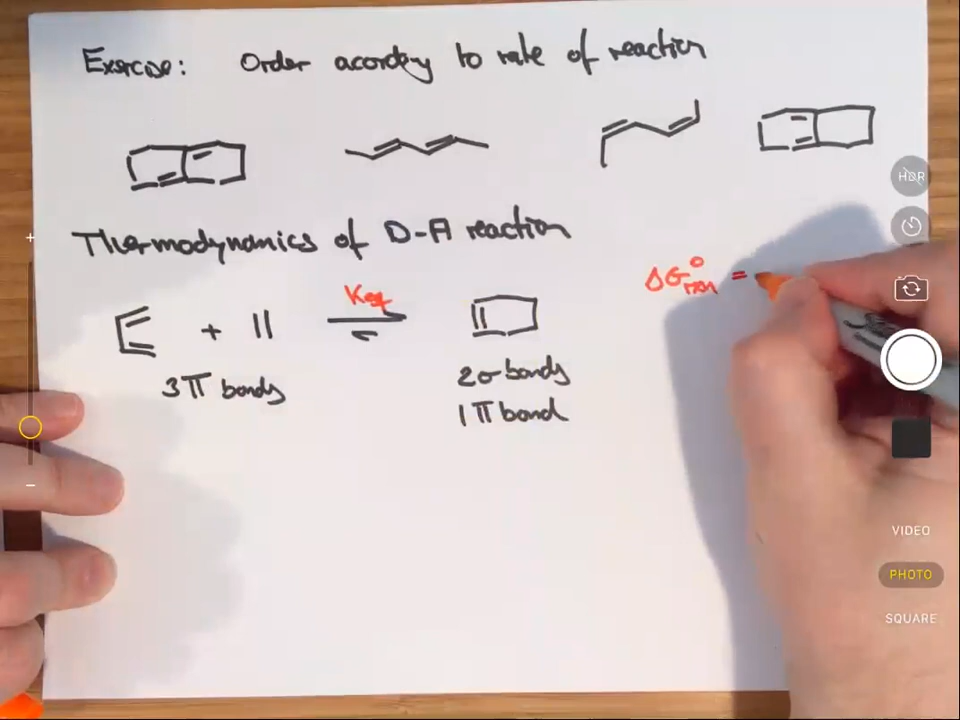 Exercise: Order acordey to rate of reaction
Thermodynamics of D-A reaction
Keq
ΔG°rxn =
+
3π bonds
2σ bonds
1π bond
HDR
VIDEO
PHOTO
SQUARE